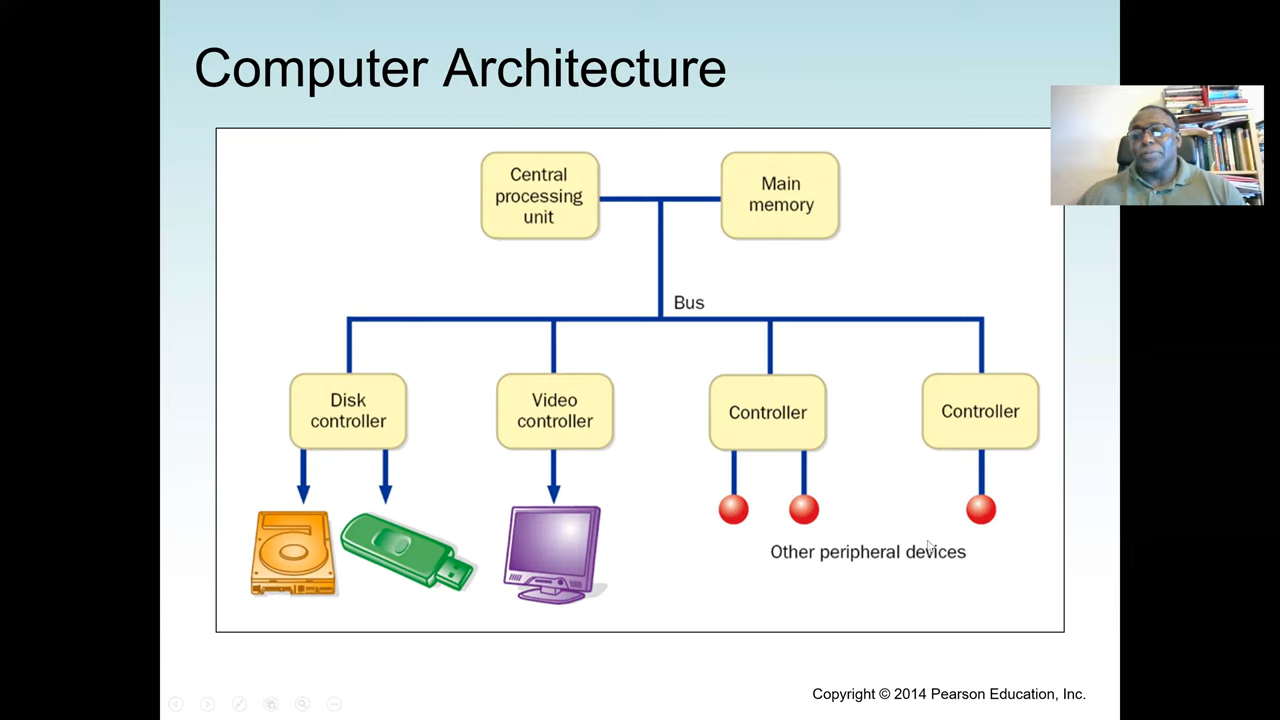 Computer Architecture
Central
processing
unit
Main
memory
Bus
Disk
controller
Video
controller
Controller
Controller
Other peripheral devices
Copyright © 2014 Pearson Education, Inc.